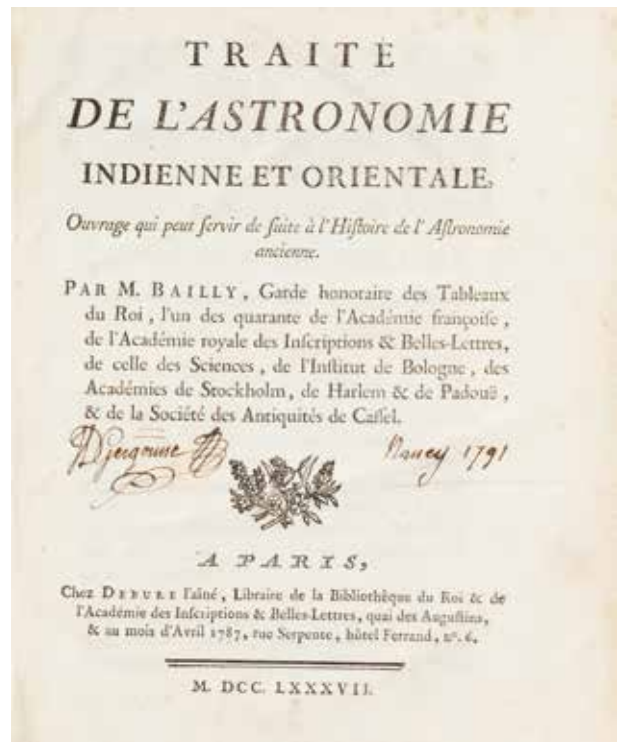 TRAITÉ
DE L'ASTRONOMIE
INDIENNE ET ORIENTALE,
Ouvrage qui peut ſervir de ſuite à l'Hiſtoire de l'Aſtronomie
ancienne.
PAR M. BAILLY, Garde honoraire des Tableaux
du Roi, l'un des quarante de l'Académie françoiſe,
de l'Académie royale des Inſcriptions & Belles-Lettres,
de celle des Sciences, de l'Inſtitut de Bologne, des
Académies de Stockholm, de Harlem & de Padouë,
& de la Société des Antiquités de Caſſel.
Gergonne Nancy 1791
A PARIS,
Chez DEBURE l'aîné, Libraire de la Bibliothèque du Roi & de
l'Académie des Inſcriptions & Belles-Lettres, quai des Auguſtins,
& au mois d'Avril 1787, rue Serpente, hôtel Ferrand, nº. 6.
M. DCC. LXXXVII.